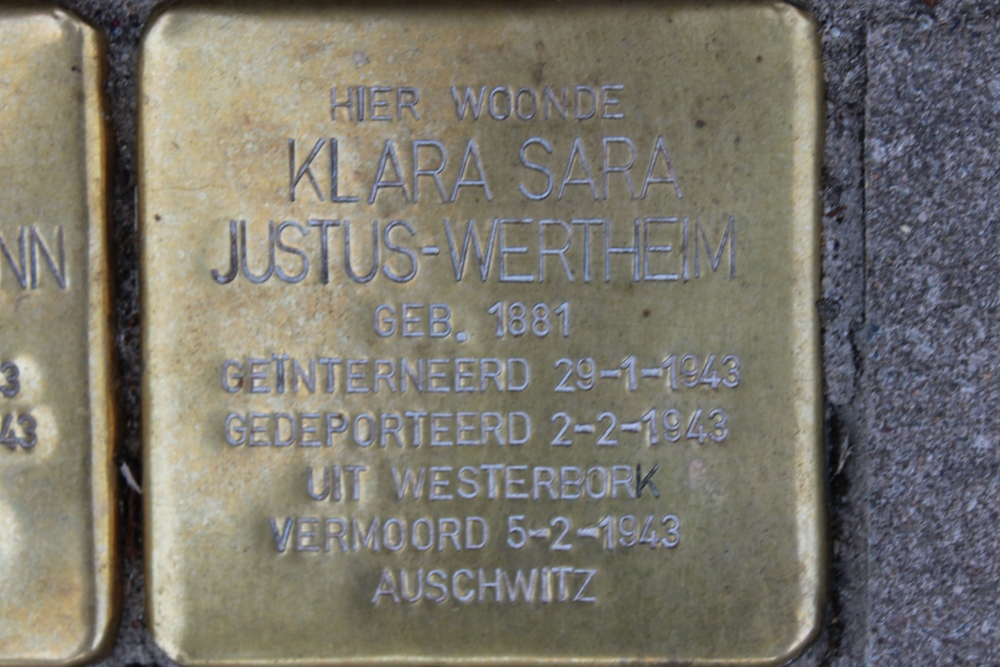 HIER WOONDE
KLARA SARA
JUSTUS-WERTHEIM
GEB. 1881
GEÏNTERNEERD 29-1-1943
GEDEPORTEERD 2-2-1943
UIT WESTERBORK
VERMOORD 5-2-1943
AUSCHWITZ